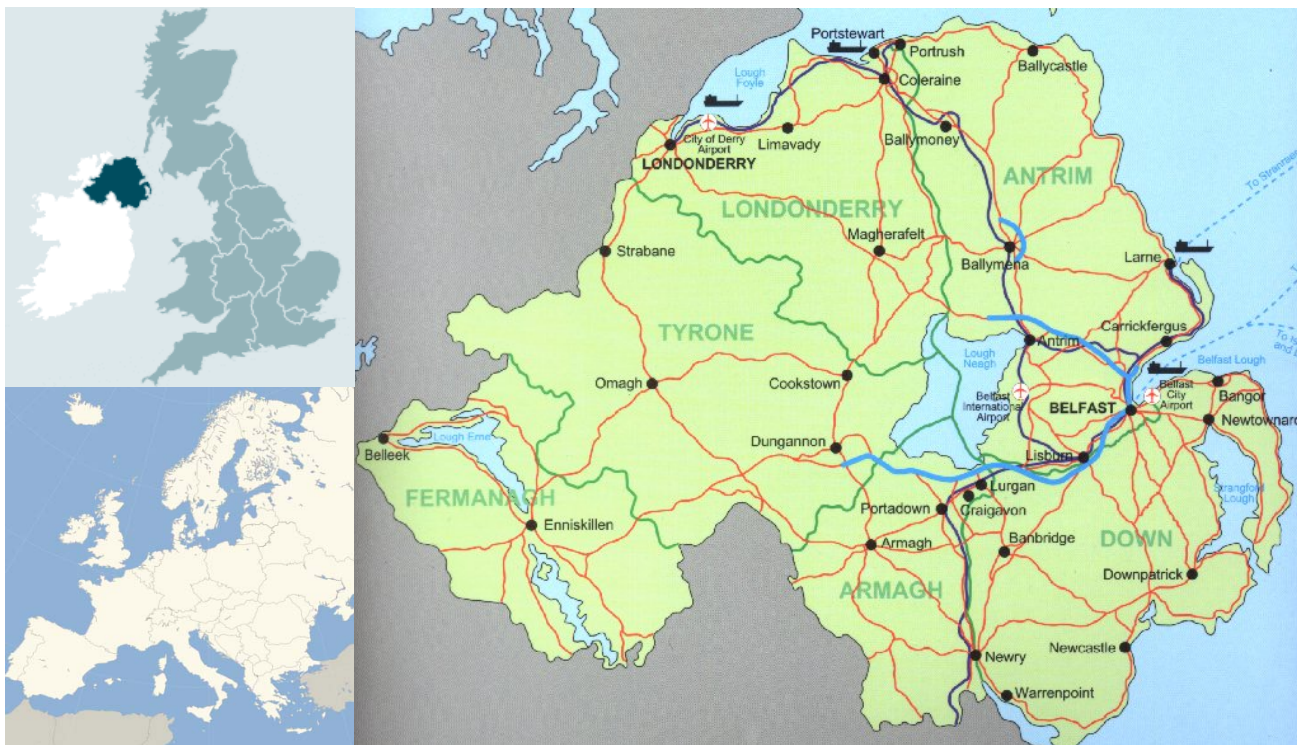 Portstewart
Portrush
Ballycastle
Lough
Foyle
Coleraine
City of Derry
Airport
Limavady
Ballymoney
LONDONDERRY
ANTRIM
LONDONDERRY
To Stranraer
Strabane
Magherafelt
Ballymena
Larne
TYRONE
Carrickfergus
Antrim
Lough
Neagh
Belfast Lough
Omagh
Cookstown
Belfast
International
Airport
BELFAST
Belfast
City
Airport
Bangor
Newtownard
Belleek
Lough Erne
Dungannon
Lisburn
FERMANAGH
Lurgan
Strangford
Lough
Enniskillen
Portadown
Craigavon
Armagh
Banbridge
DOWN
Downpatrick
ARMAGH
Newry
Newcastle
Warrenpoint